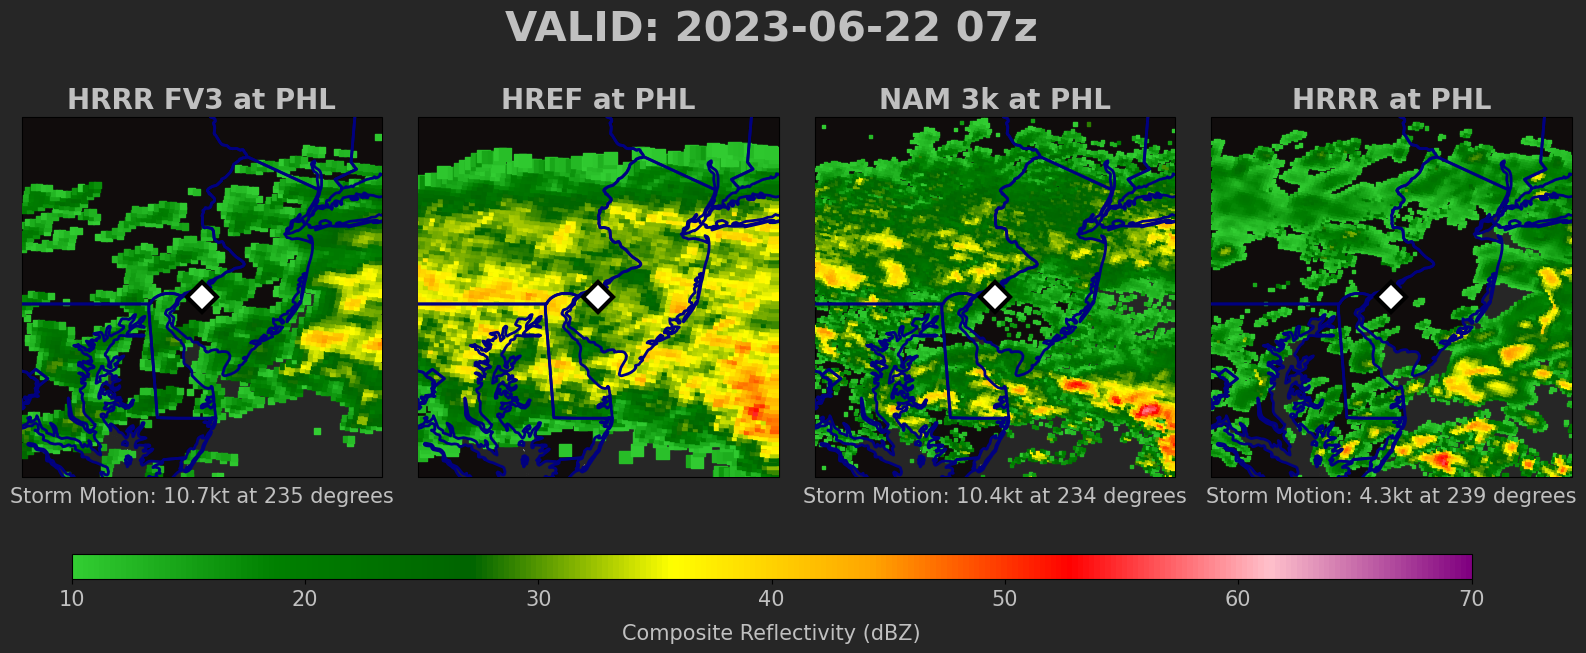 VALID: 2023-06-22 07z
HRRR FV3 at PHL
HREF at PHL
NAM 3k at PHL
HRRR at PHL
Storm Motion: 10.7kt at 235 degrees
Storm Motion: 10.4kt at 234 degrees
Storm Motion: 4.3kt at 239 degrees
10 20 30 40 50 60 70
Composite Reflectivity (dBZ)